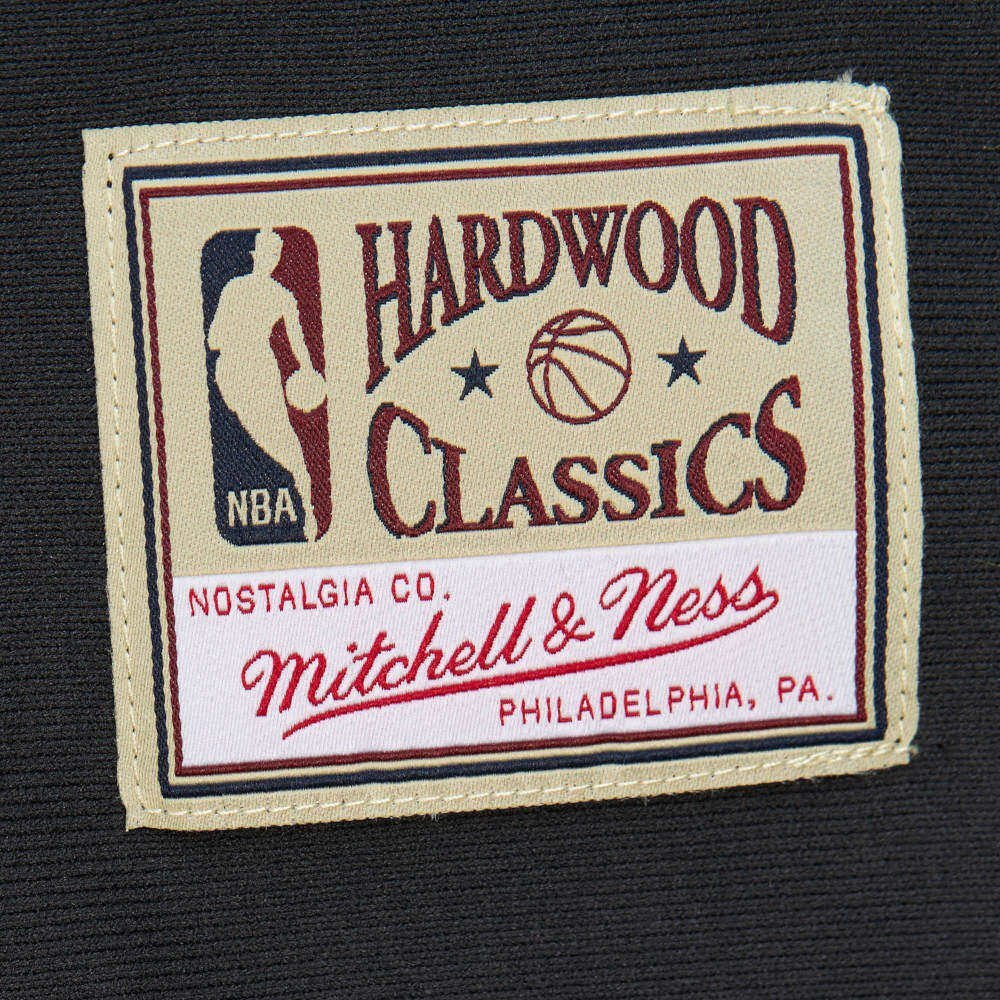 HARDWOOD
CLASSICS
NBA
NOSTALGIA CO.
Mitchell & Ness
PHILADELPHIA, PA.